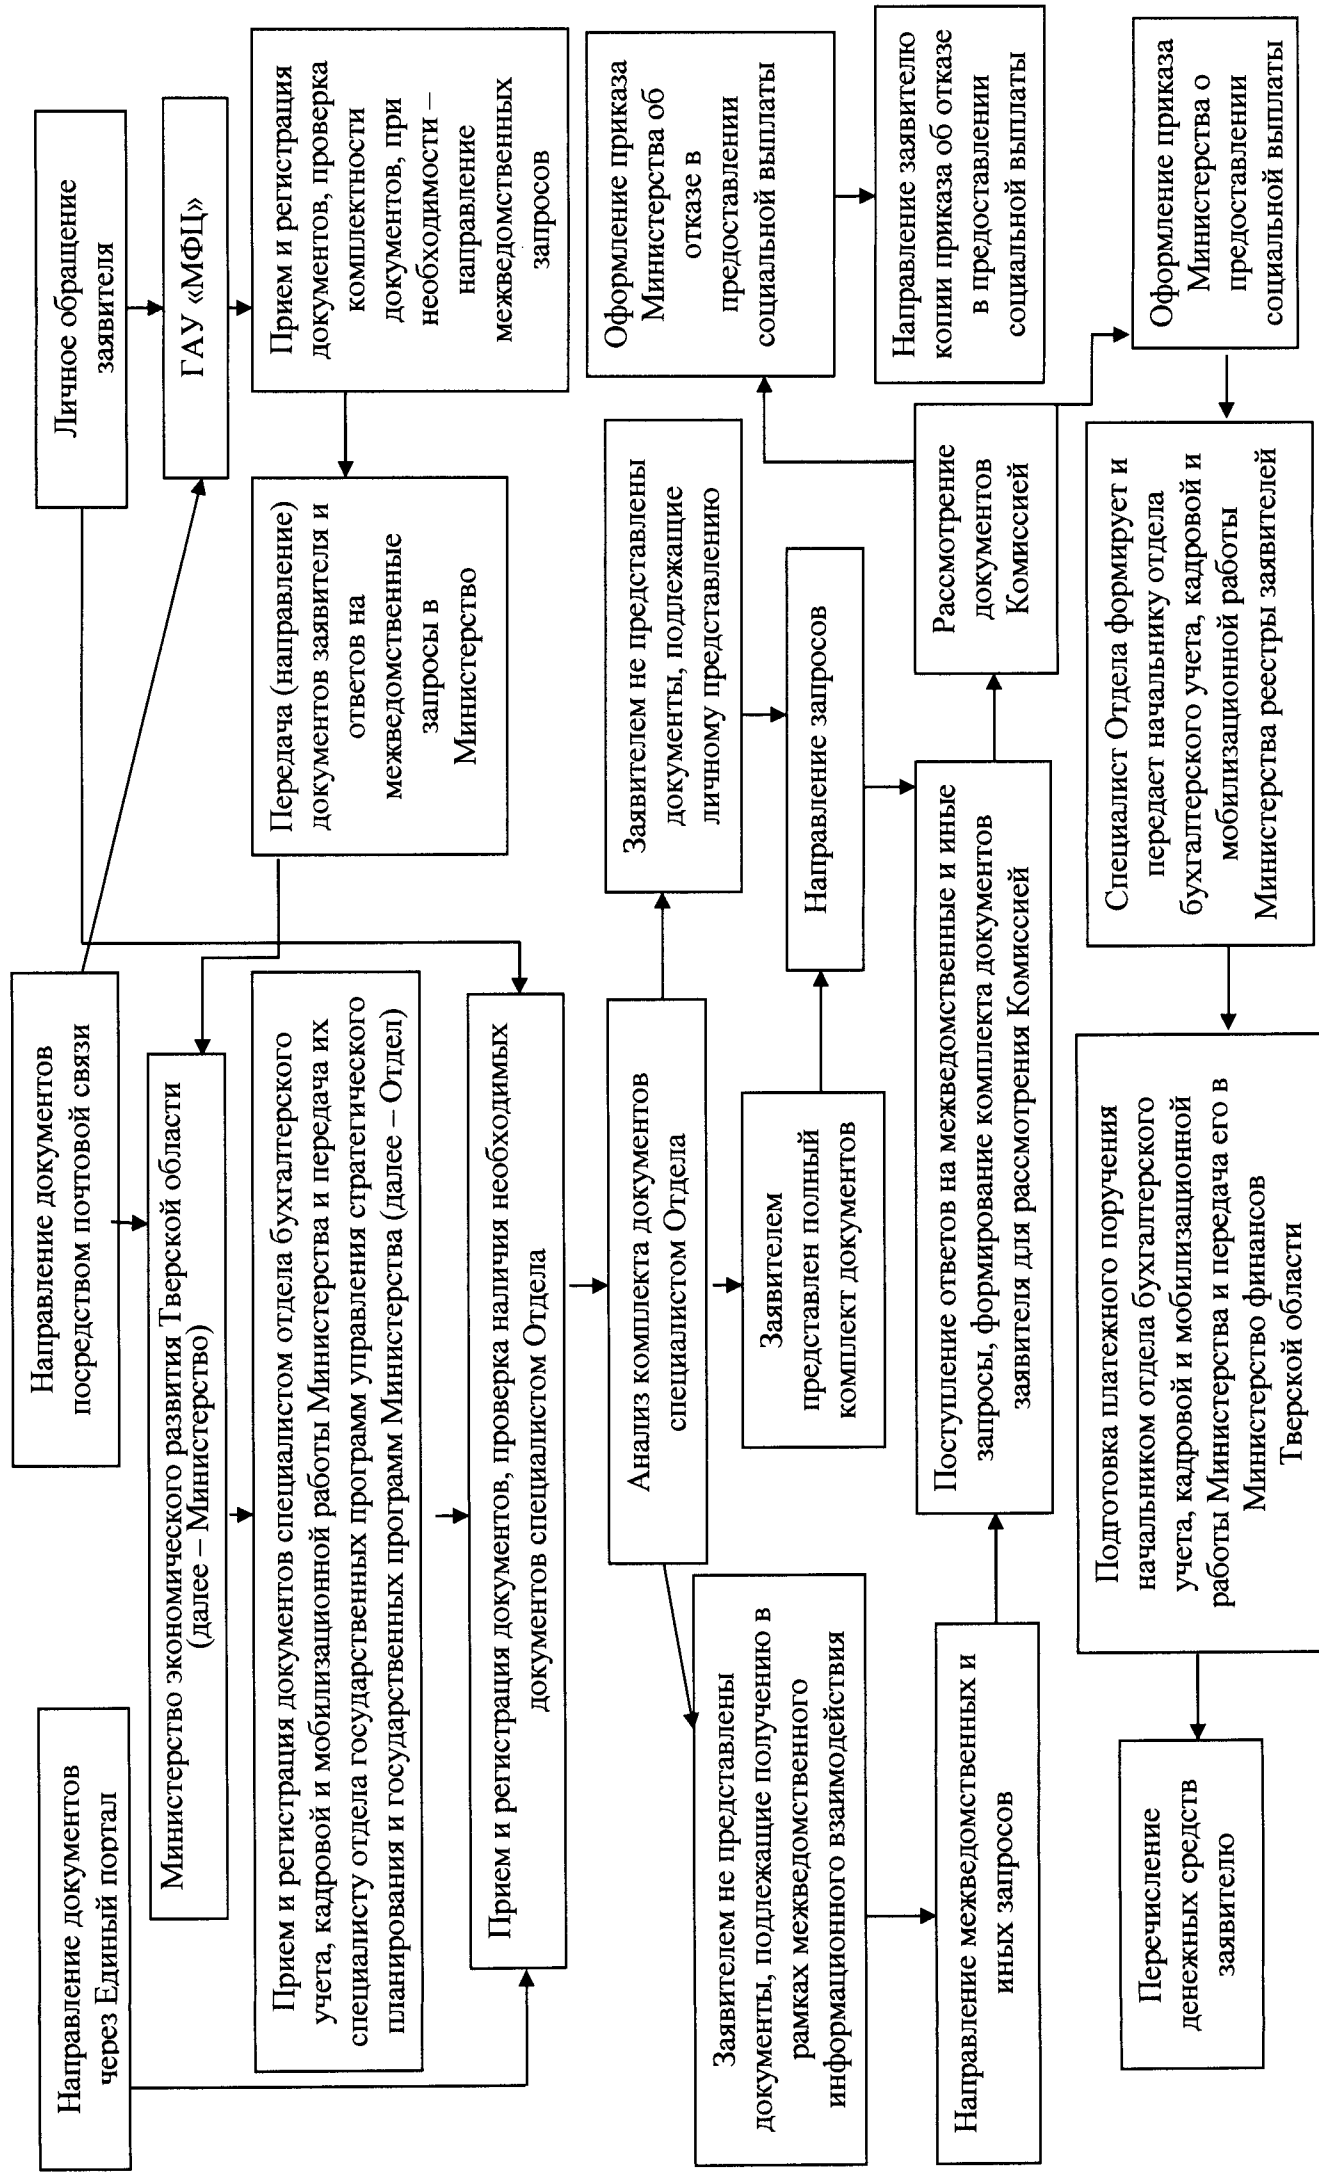 Направление документов
через Единый портал
Направление документов
посредством почтовой связи
Личное обращение
заявителя
Министерство экономического развития Тверской области
(далее – Министерство)
ГАУ «МФЦ»
Прием и регистрация документов специалистом отдела бухгалтерского
учета, кадровой и мобилизационной работы Министерства и передача их
специалисту отдела государственных программ управления стратегического
планирования и государственных программ Министерства (далее – Отдел)
Передача (направление)
документов заявителя и
ответов на
межведомственные
запросы в
Министерство
Прием и регистрация
документов, проверка
комплектности
документов, при
необходимости –
направление
межведомственных
запросов
Прием и регистрация документов, проверка наличия необходимых
документов специалистом Отдела
Анализ комплекта документов
специалистом Отдела
Заявителем не представлены
документы, подлежащие
личному представлению
Оформление приказа
Министерства об
отказе в
предоставлении
социальной выплаты
Заявителем не представлены
документы, подлежащие получению в
рамках межведомственного
информационного взаимодействия
Заявителем
представлен полный
комплект документов
Направление запросов
Направление заявителю
копии приказа об отказе
в предоставлении
социальной выплаты
Направление межведомственных и
иных запросов
Поступление ответов на межведомственные и иные
запросы, формирование комплекта документов
заявителя для рассмотрения Комиссией
Рассмотрение
документов
Комиссией
Перечисление
денежных средств
заявителю
Подготовка платежного поручения
начальником отдела бухгалтерского
учета, кадровой и мобилизационной
работы Министерства и передача его в
Министерство финансов
Тверской области
Специалист Отдела формирует и
передает начальнику отдела
бухгалтерского учета, кадровой и
мобилизационной работы
Министерства реестры заявителей
Оформление приказа
Министерства о
предоставлении
социальной выплаты